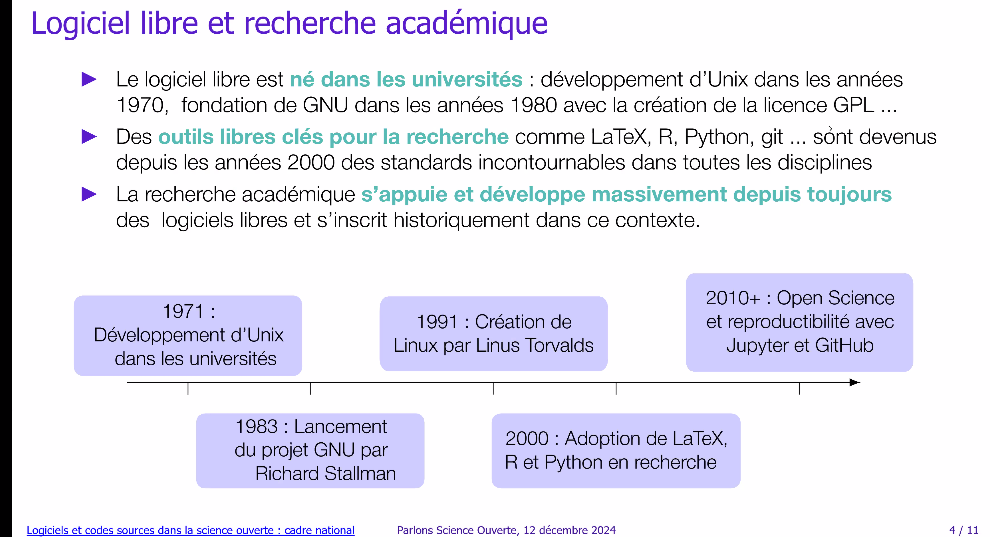 Logiciel libre et recherche académique
► Le logiciel libre est né dans les universités : développement d'Unix dans les années
1970, fondation de GNU dans les années 1980 avec la création de la licence GPL ...
► Des outils libres clés pour la recherche comme LaTeX, R, Python, git ... sont devenus
depuis les années 2000 des standards incontournables dans toutes les disciplines
► La recherche académique s'appuie et développe massivement depuis toujours
des logiciels libres et s'inscrit historiquement dans ce contexte.
1971 :
Développement d'Unix
dans les universités
1991 : Création de
Linux par Linus Torvalds
2010+ : Open Science
et reproductibilité avec
Jupyter et GitHub
1983 : Lancement
du projet GNU par
Richard Stallman
2000 : Adoption de LaTeX,
R et Python en recherche
Logiciels et codes sources dans la science ouverte : cadre national
Parlons Science Ouverte, 12 décembre 2024
4 / 11